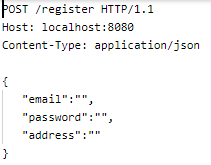 POST /register HTTP/1.1
Host: localhost:8080
Content-Type: application/json

{
    "email":"",
    "password":"",
    "address":""
}